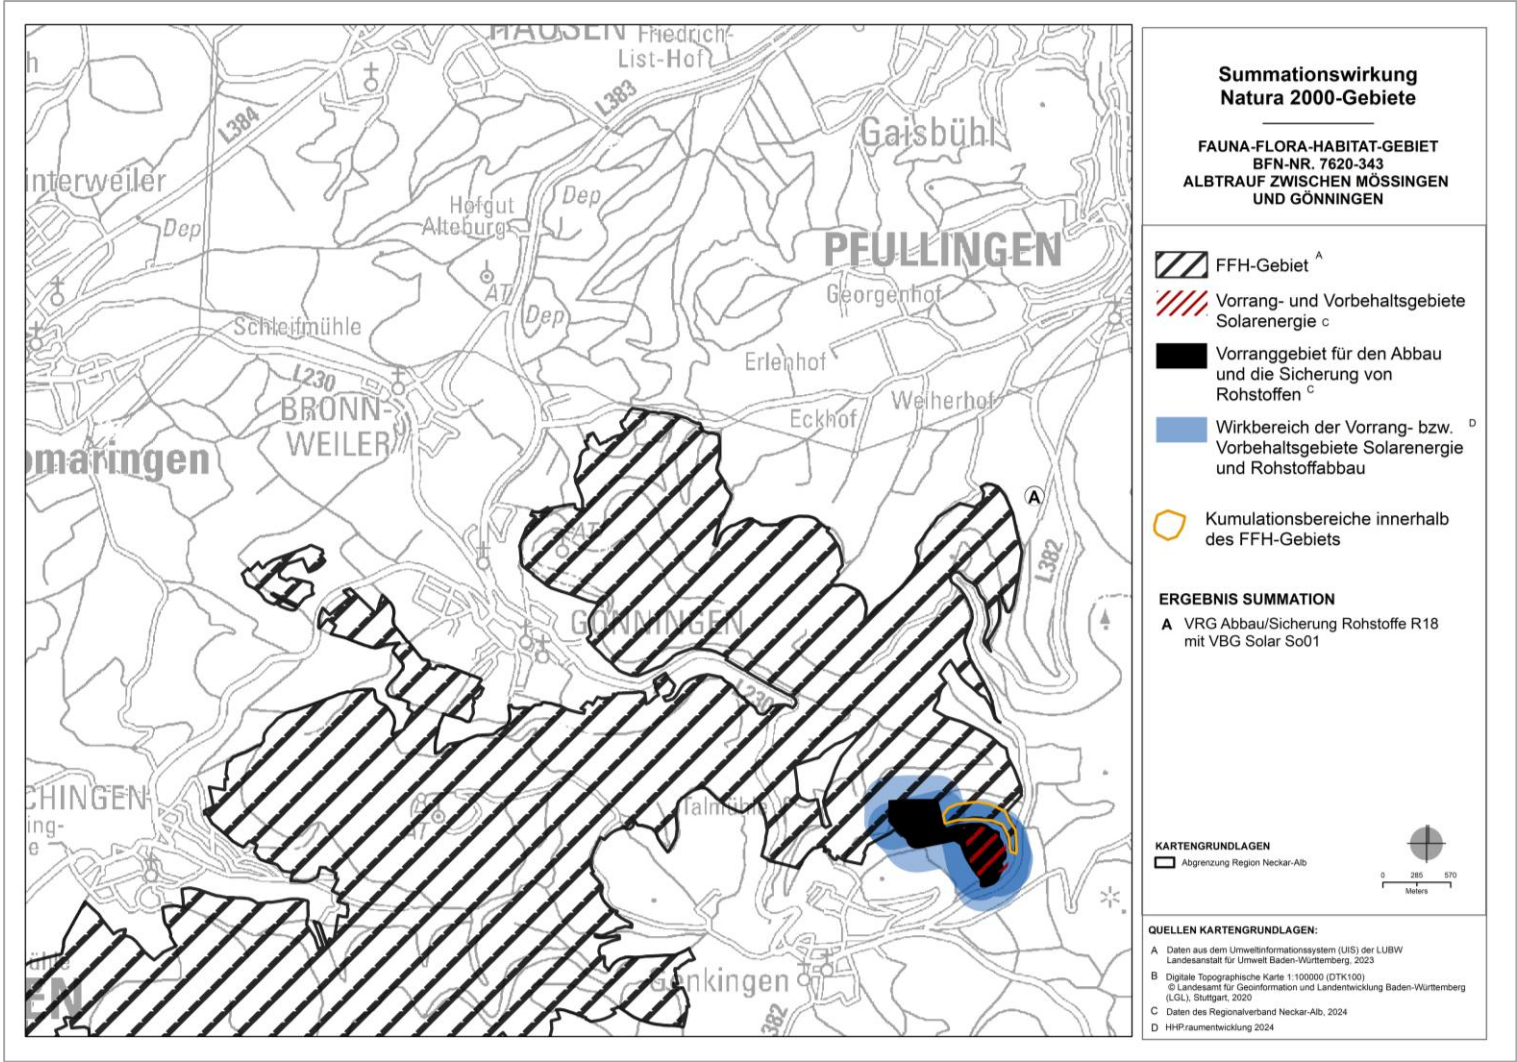 HAUSEN
Friedrich-
List-Hof
h
L384
L383
Gaisbühl
interweiler
Dep
Hofgut
Alteburg
Dep
PFULLINGEN
AT
Georgenhof
Dep
Schleifmühle
Erlenhof
L230
BRONN-
WEILER
Weiherhof
Eckhof
omaringen
A
AT
L382
GÖNNINGEN
L230
CHINGEN
ing-
e
AT
Talmühle
ühle
EN
Genkingen
382
Summationswirkung
Natura 2000-Gebiete
FAUNA-FLORA-HABITAT-GEBIET
BFN-NR. 7620-343
ALBTRAUF ZWISCHEN MÖSSINGEN
UND GÖNNINGEN
FFH-Gebiet A
Vorrang- und Vorbehaltsgebiete
Solarenergie C
Vorranggebiet für den Abbau
und die Sicherung von
Rohstoffen C
Wirkbereich der Vorrang- bzw. D
Vorbehaltsgebiete Solarenergie
und Rohstoffabbau
Kumulationsbereiche innerhalb
des FFH-Gebiets
ERGEBNIS SUMMATION
A VRG Abbau/Sicherung Rohstoffe R18
mit VBG Solar So01
KARTENGRUNDLAGEN
Abgrenzung Region Neckar-Alb
0 285 570
Meters
QUELLEN KARTENGRUNDLAGEN:
A Daten aus dem Umweltinformationssystem (UIS) der LUBW
Landesanstalt für Umwelt Baden-Württemberg, 2023
B Digitale Topographische Karte 1:100000 (DTK100)
© Landesamt für Geoinformation und Landentwicklung Baden-Württemberg
(LGL), Stuttgart, 2020
C Daten des Regionalverband Neckar-Alb, 2024
D HHP.raumentwicklung 2024